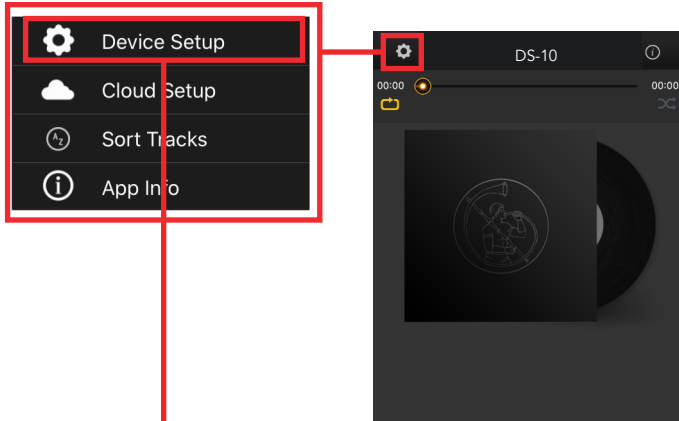 Device Setup
Cloud Setup
Sort Tracks
App Info
DS-10
00:00
00:00